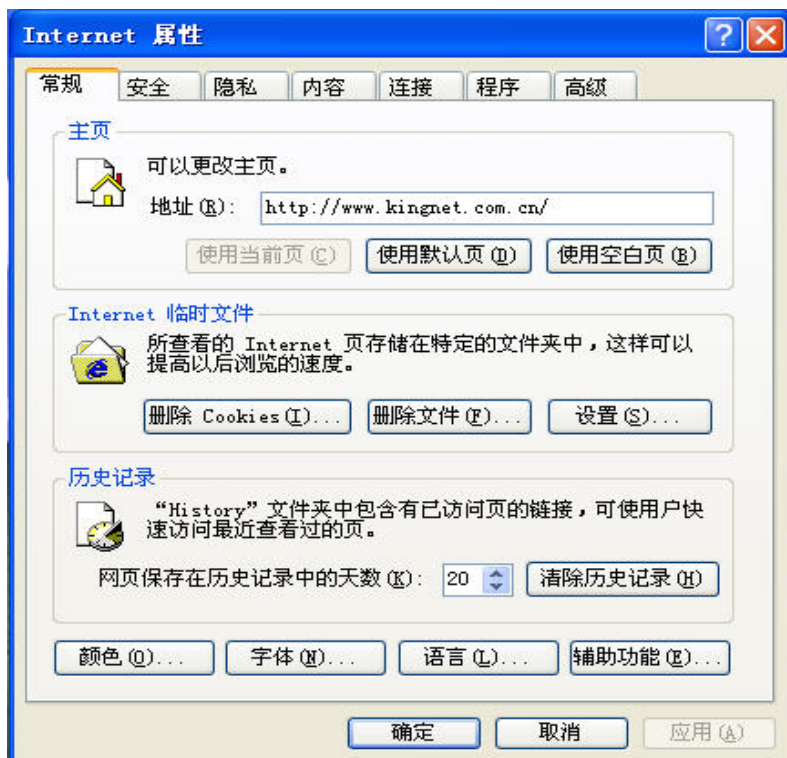 Internet 属性
常规 安全 隐私 内容 连接 程序 高级
主页
可以更改主页。
地址(R): http://www.kingnet.com.cn/
使用当前页(C) 使用默认页(D) 使用空白页(B)
Internet 临时文件
所查看的 Internet 页存储在特定的文件夹中，这样可以
提高以后浏览的速度。
删除 Cookies(I)... 删除文件(F)... 设置(S)...
历史记录
“History”文件夹中包含有已访问页的链接，可使用户快
速访问最近查看过的页。
网页保存在历史记录中的天数(K): 20 清除历史记录(H)
颜色(O)... 字体(N)... 语言(L)... 辅助功能(E)...
确定 取消 应用(A)